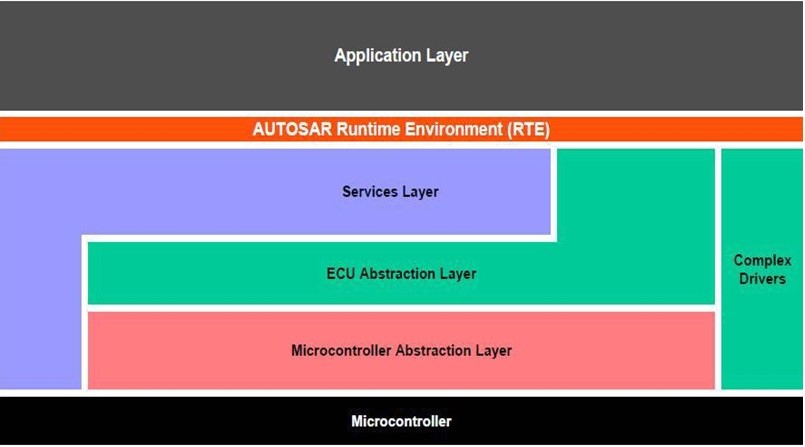 Application Layer
AUTOSAR Runtime Environment (RTE)
Services Layer
ECU Abstraction Layer
Complex
Drivers
Microcontroller Abstraction Layer
Microcontroller